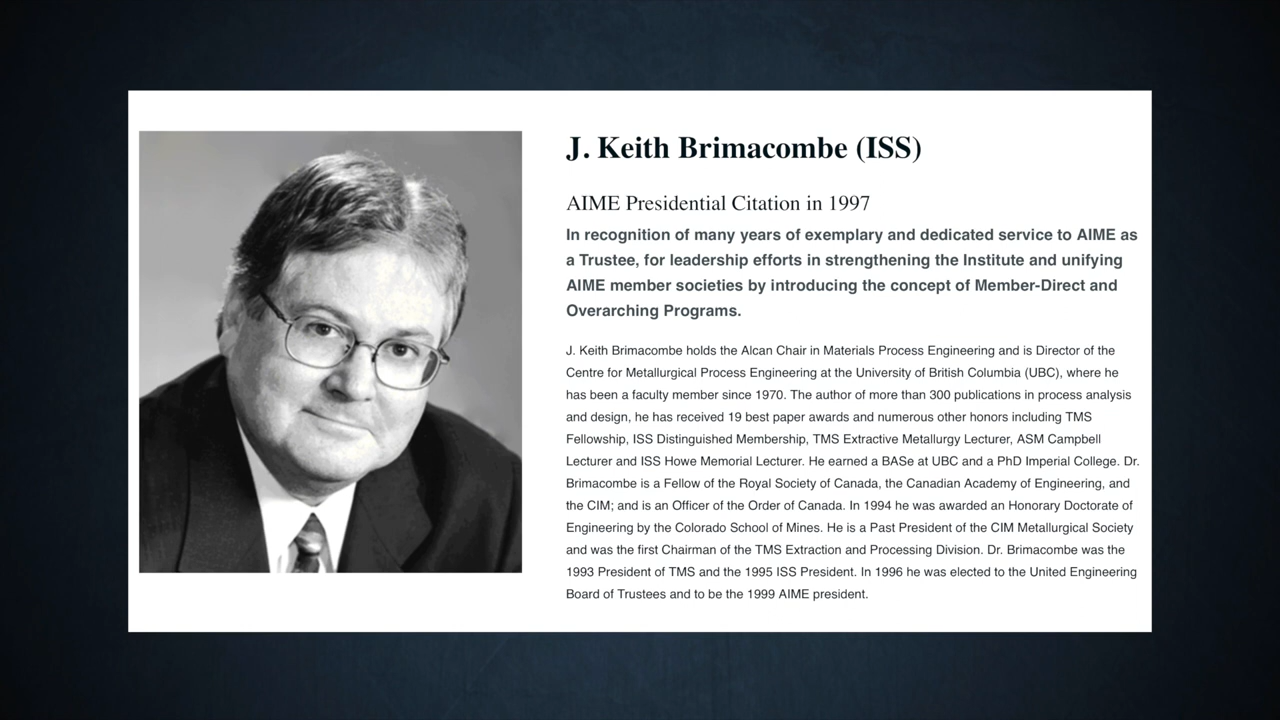 J. Keith Brimacombe (ISS)
AIME Presidential Citation in 1997
In recognition of many years of exemplary and dedicated service to AIME as
a Trustee, for leadership efforts in strengthening the Institute and unifying
AIME member societies by introducing the concept of Member-Direct and
Overarching Programs.
J. Keith Brimacombe holds the Alcan Chair in Materials Process Engineering and is Director of the
Centre for Metallurgical Process Engineering at the University of British Columbia (UBC), where he
has been a faculty member since 1970. The author of more than 300 publications in process analysis
and design, he has received 19 best paper awards and numerous other honors including TMS
Fellowship, ISS Distinguished Membership, TMS Extractive Metallurgy Lecturer, ASM Campbell
Lecturer and ISS Howe Memorial Lecturer. He earned a BASe at UBC and a PhD Imperial College. Dr.
Brimacombe is a Fellow of the Royal Society of Canada, the Canadian Academy of Engineering, and
the CIM; and is an Officer of the Order of Canada. In 1994 he was awarded an Honorary Doctorate of
Engineering by the Colorado School of Mines. He is a Past President of the CIM Metallurgical Society
and was the first Chairman of the TMS Extraction and Processing Division. Dr. Brimacombe was the
1993 President of TMS and the 1995 ISS President. In 1996 he was elected to the United Engineering
Board of Trustees and to be the 1999 AIME president.